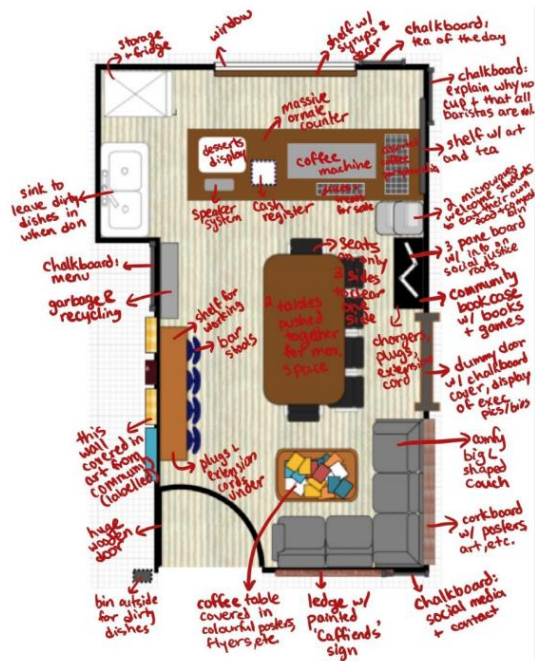 storage
+ fridge
window
shelf w/
syrups &
decor
chalkboard:
tea of the day
chalkboard:
explain why no
cup + that all
baristas are vol.
massive
ornate
counter
desserts
display
coffee
machine
speaker
system
cash
register
for sale
shelf w/ art
and tea
sink to
leave dirty
dishes in
when don
2 microwaves
welcome students
to eat their own
food + compost
bin
chalkboard:
menu
garbage &
recycling
seats
on only
3 sides
to clear
one
side
3 pane board
w/ info on
social justice
roots
community
bookcase
w/ books
+ games
shelf for
working
bar
stools
2 tables
pushed
together
for max.
space
chargers,
plugs,
extension
cord
dummy door
w/ chalkboard
cover, display
of exec
pics/bios
this
wall
covered in
art from
community
(labelled)
plugs &
extension
cords
under
comfy
big L
shaped
couch
huge
wooden
door
corkboard
w/ posters,
art, etc.
bin outside
for dirty
dishes
coffee table
covered in
colourful posters,
flyers, etc.
ledge w/
painted
'Caffiends'
sign
chalkboard:
social media
+ contact